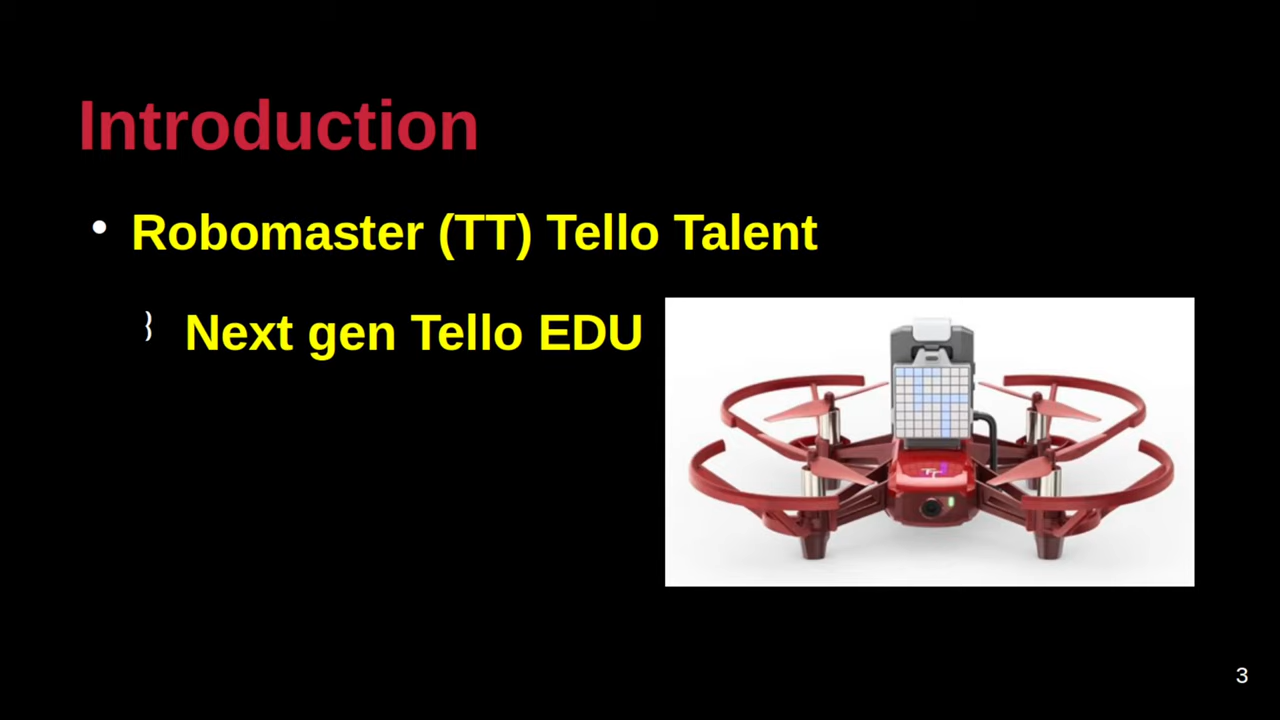 Introduction
• Robomaster (TT) Tello Talent
Next gen Tello EDU
3